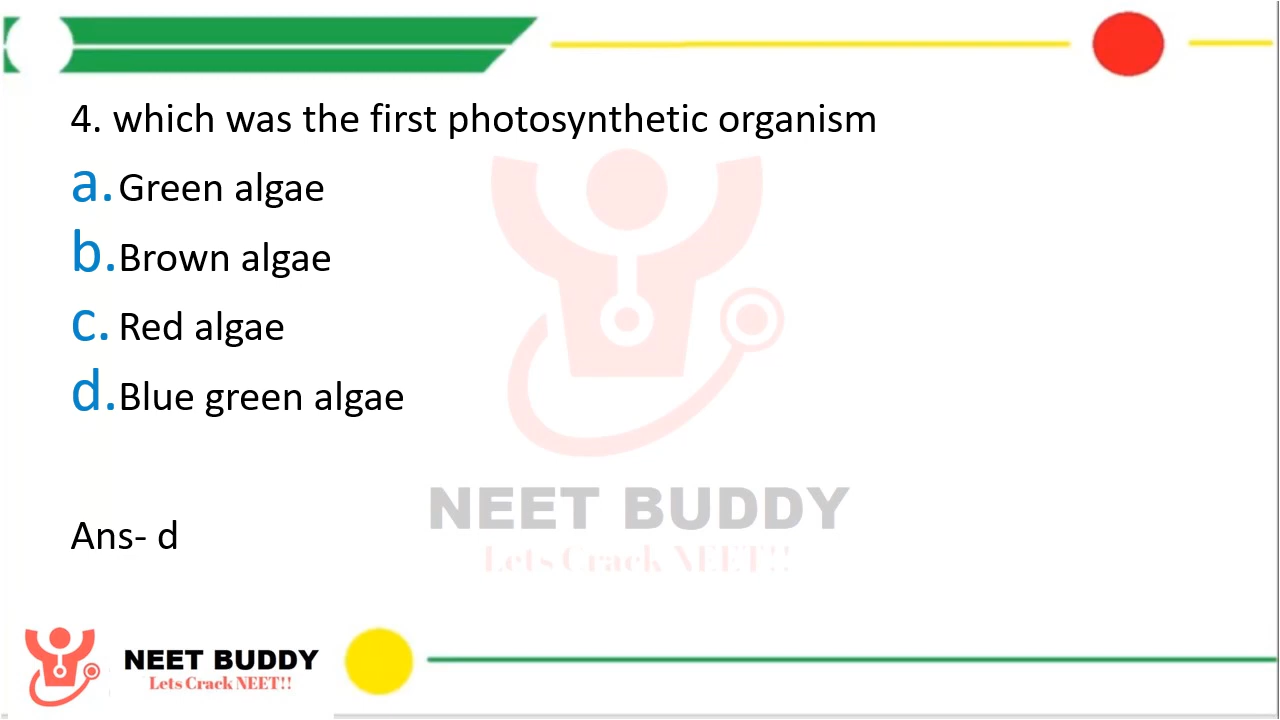 4. which was the first photosynthetic organism
a. Green algae
b. Brown algae
c. Red algae
d. Blue green algae
NEET BUDDY
Lets Crack NEET!!
Ans- d
NEET BUDDY
Lets Crack NEET!!